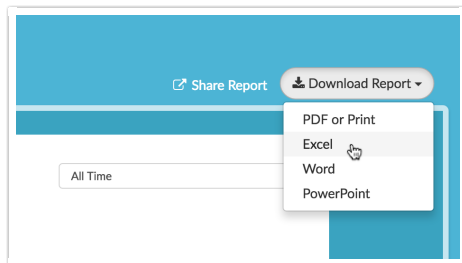 Share Report
Download Report
PDF or Print
Excel
All Time
Word
PowerPoint